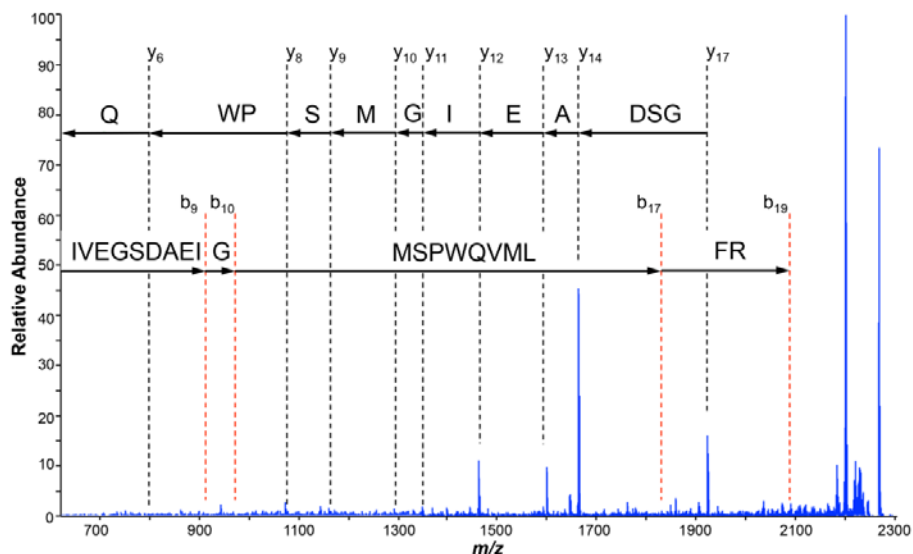 100
90
80
70
60
50
40
30
20
10
0
Relative Abundance
y6 y8 y9 y10 y11 y12 y13 y14 y17
Q WP S M G I E A DSG
b9 b10 b17 b19
IVEGSDAEI G MSPWQVML FR
700 900 1100 1300 1500 1700 1900 2100 2300
m/z